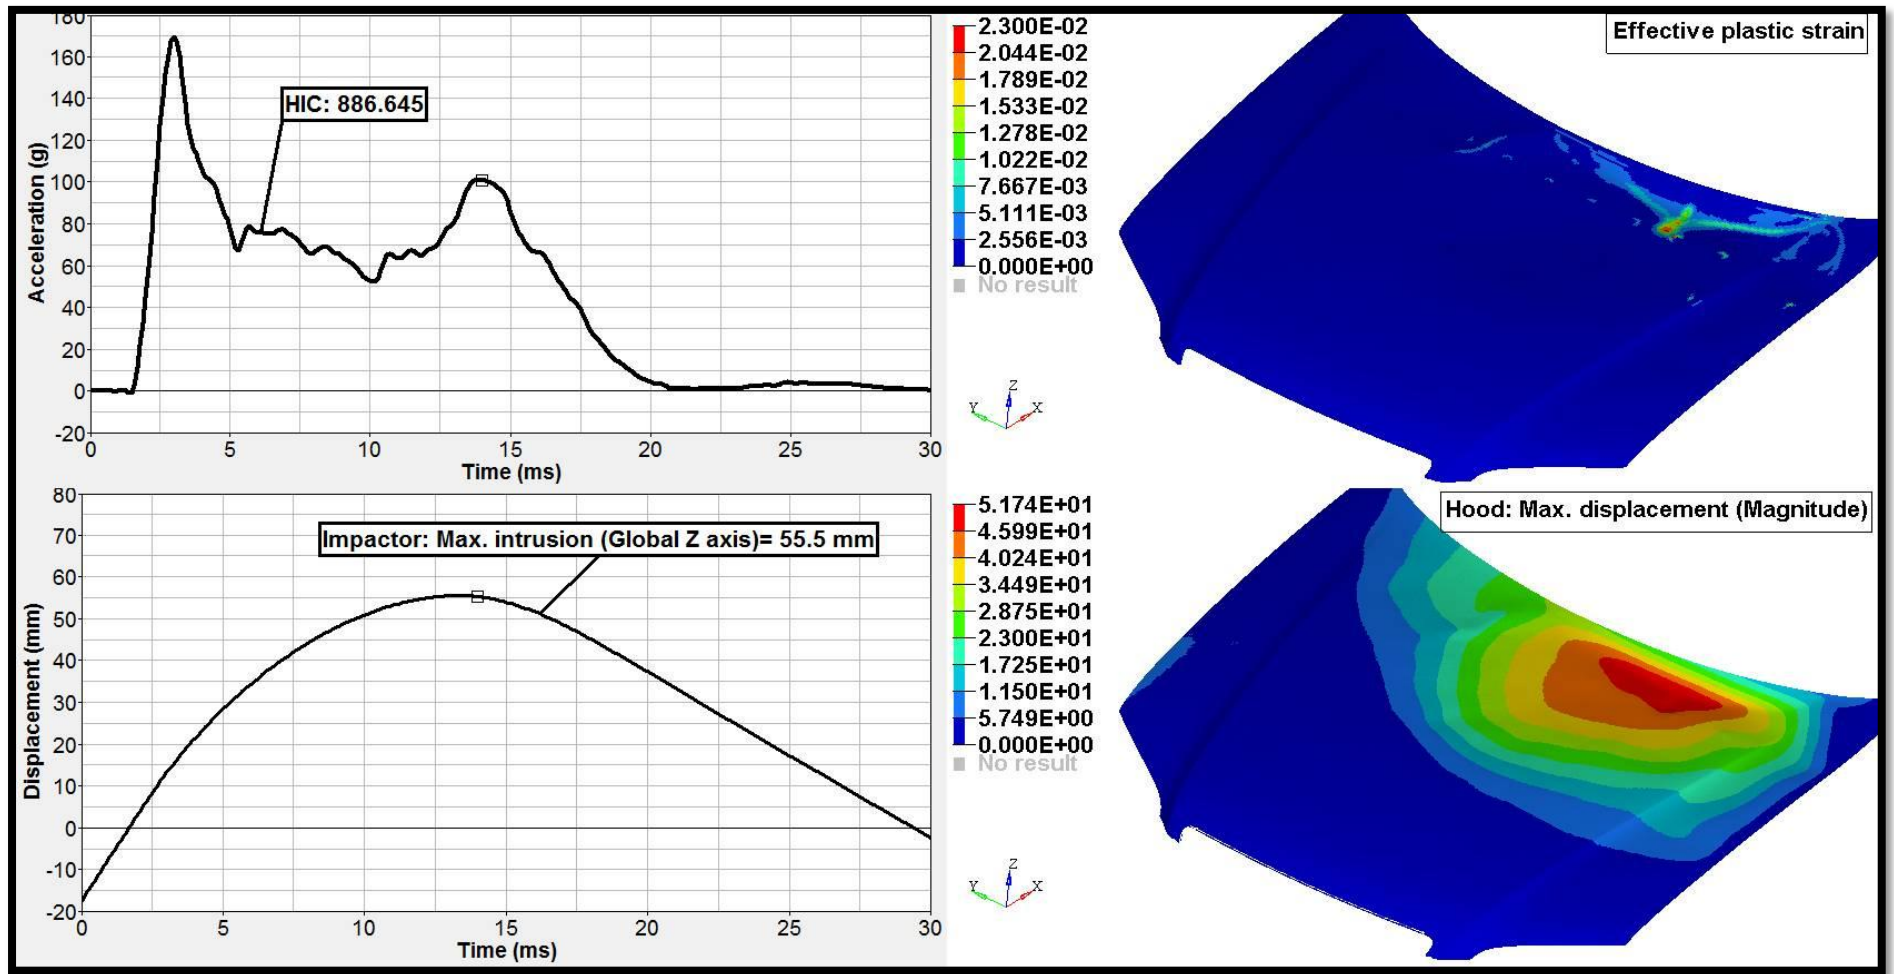 180
160
140
120
100
80
60
40
20
0
-20
Acceleration (g)
HIC: 886.645
0 5 10 15 20 25 30
Time (ms)
2.300E-02
2.044E-02
1.789E-02
1.533E-02
1.278E-02
1.022E-02
7.667E-03
5.111E-03
2.556E-03
0.000E+00
No result
Effective plastic strain
Z
Y
X
80
70
60
50
40
30
20
10
0
-10
-20
Displacement (mm)
Impactor: Max. intrusion (Global Z axis)= 55.5 mm
0 5 10 15 20 25 30
Time (ms)
5.174E+01
4.599E+01
4.024E+01
3.449E+01
2.875E+01
2.300E+01
1.725E+01
1.150E+01
5.749E+00
0.000E+00
No result
Hood: Max. displacement (Magnitude)
Z
Y
X